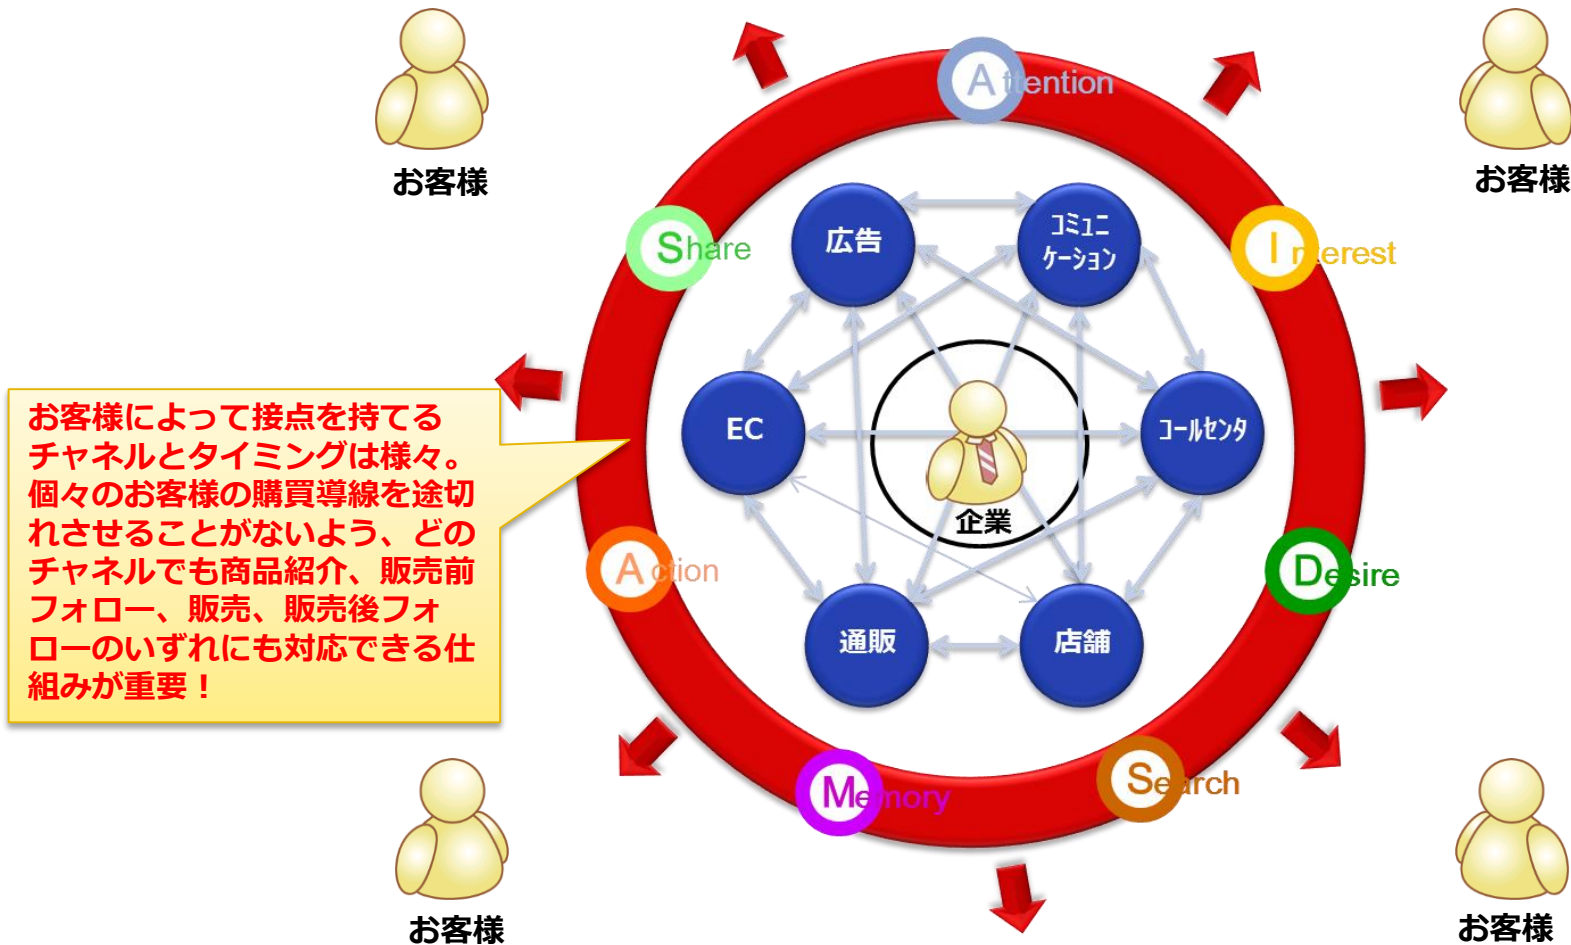 お客様
お客様
Attention
Share
Interest
広告
ｺﾐｭﾆ
ｹｰｼｮﾝ
EC
ｺｰﾙｾﾝﾀ
企業
お客様によって接点を持てる
チャネルとタイミングは様々。
個々のお客様の購買導線を途切
れさせることがないよう、どの
チャネルでも商品紹介、販売前
フォロー、販売、販売後フォ
ローのいずれにも対応できる仕
組みが重要！
Action
Desire
通販
店舗
Memory
Search
お客様
お客様